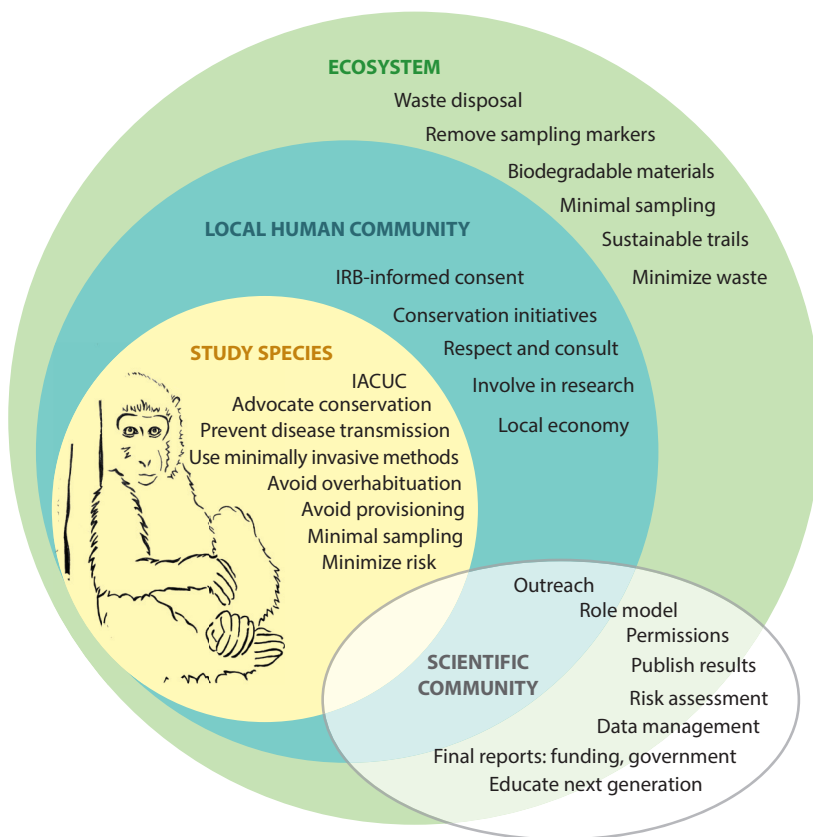 ECOSYSTEM
Waste disposal
Remove sampling markers
Biodegradable materials
Minimal sampling
Sustainable trails
Minimize waste
LOCAL HUMAN COMMUNITY
IRB-informed consent
Conservation initiatives
Respect and consult
Involve in research
Local economy
STUDY SPECIES
IACUC
Advocate conservation
Prevent disease transmission
Use minimally invasive methods
Avoid overhabituation
Avoid provisioning
Minimal sampling
Minimize risk
SCIENTIFIC
COMMUNITY
Outreach
Role model
Permissions
Publish results
Risk assessment
Data management
Final reports: funding, government
Educate next generation